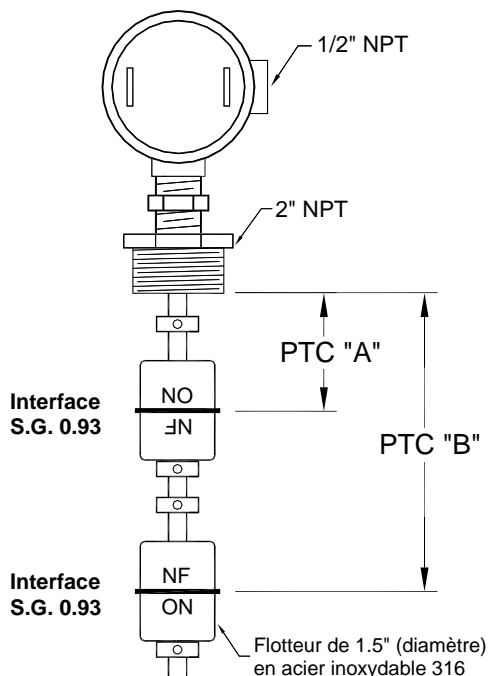 1/2" NPT
2" NPT
PTC "A"
NO
NF
Interface
S.G. 0.93
PTC "B"
NF
NO
Interface
S.G. 0.93
Flotteur de 1.5" (diamètre)
en acier inoxydable 316